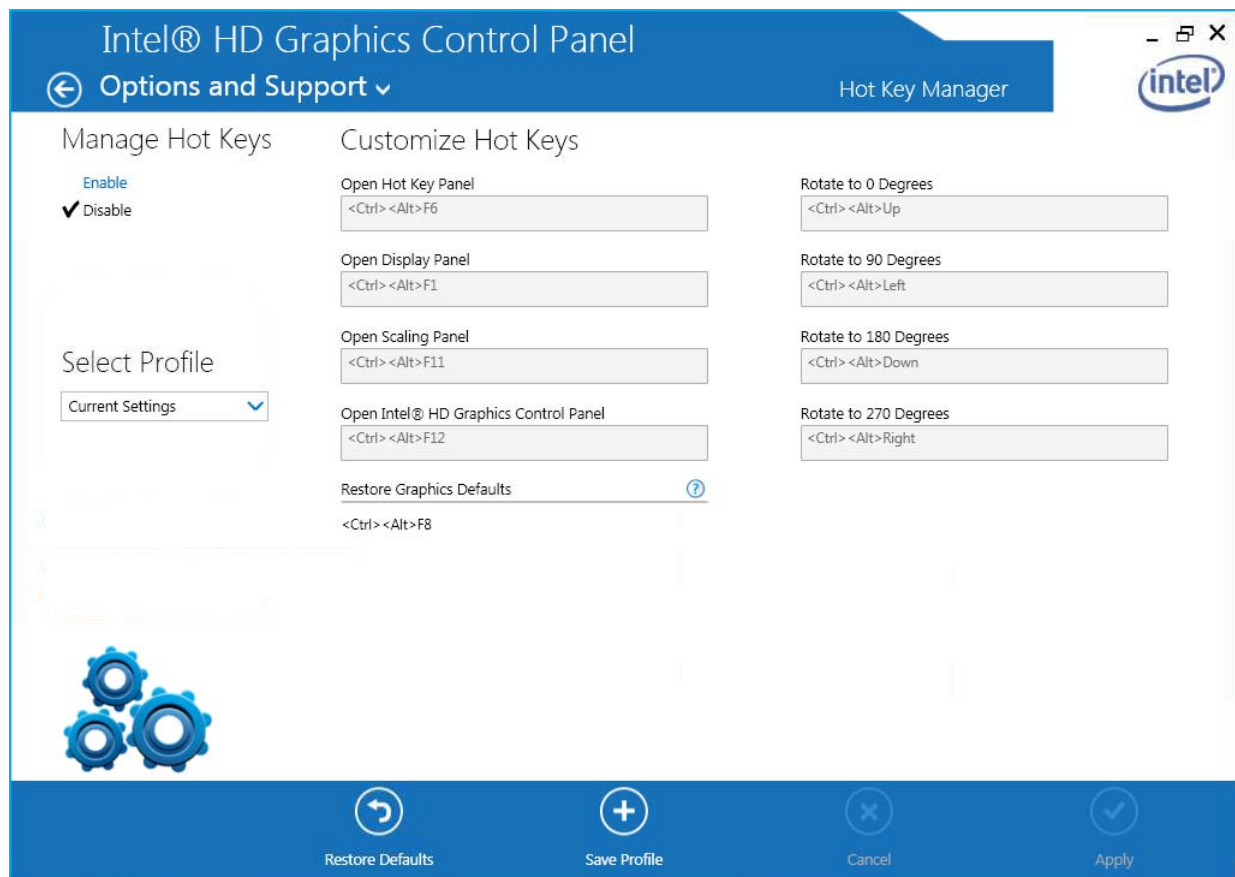 Intel® HD Graphics Control Panel
Options and Support
Hot Key Manager
intel®
Manage Hot Keys
Enable
Disable
Select Profile
Current Settings
Customize Hot Keys
Open Hot Key Panel
<Ctrl><Alt>F6
Open Display Panel
<Ctrl><Alt>F1
Open Scaling Panel
<Ctrl><Alt>F11
Open Intel® HD Graphics Control Panel
<Ctrl><Alt>F12
Restore Graphics Defaults
?
<Ctrl><Alt>F8
Rotate to 0 Degrees
<Ctrl><Alt>Up
Rotate to 90 Degrees
<Ctrl><Alt>Left
Rotate to 180 Degrees
<Ctrl><Alt>Down
Rotate to 270 Degrees
<Ctrl><Alt>Right
Restore Defaults
Save Profile
Cancel
Apply